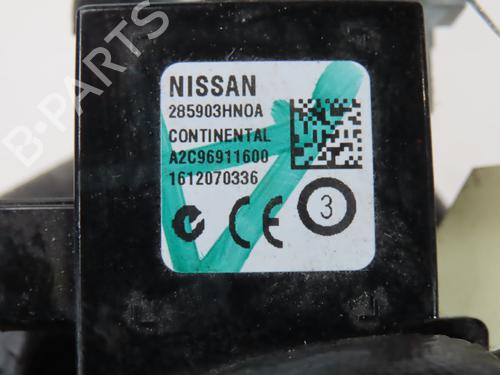 NISSAN
285903HN0A
CONTINENTAL
A2C96911600
1612070336
CE
3
B-PARTS